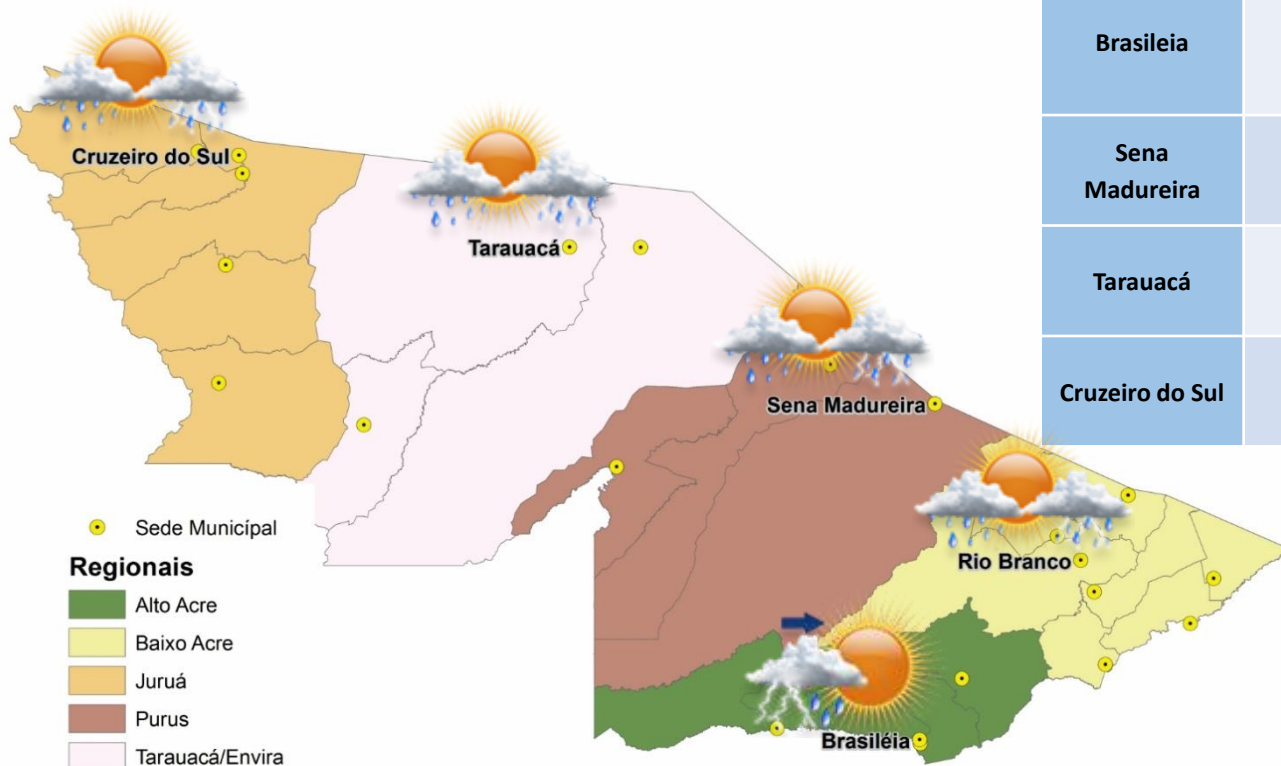 Cruzeiro do Sul
Tarauacá
Sena Madureira
Rio Branco
Brasiléia
Sede Municípal
Regionais
Alto Acre
Baixo Acre
Juruá
Purus
Tarauacá/Envira
Brasileia
Sena
Madureira
Tarauacá
Cruzeiro do Sul